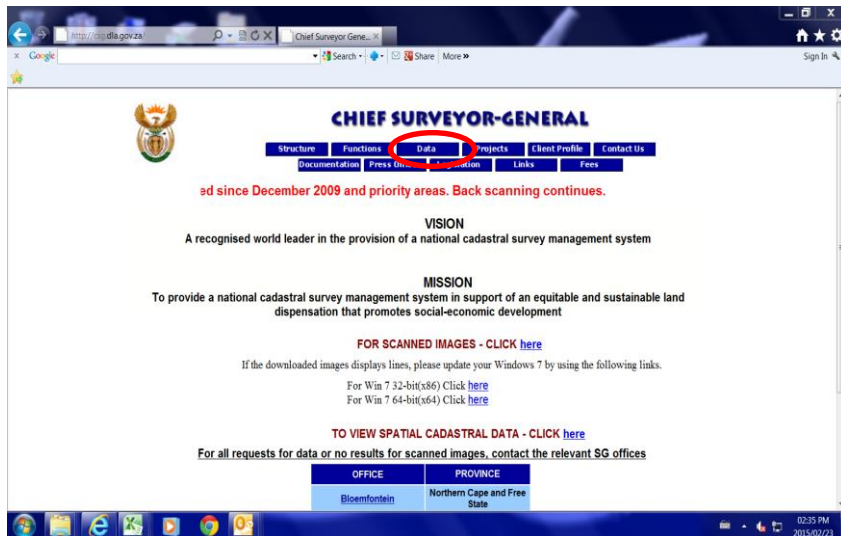 http://csg.dla.gov.za/
Chief Surveyor Gene...
x Google
Search
Share
More »
Sign In
CHIEF SURVEYOR-GENERAL
Structure Functions Data Projects Client Profile Contact Us
Documentation Press Links Fees
ed since December 2009 and priority areas. Back scanning continues.
VISION
A recognised world leader in the provision of a national cadastral survey management system
MISSION
To provide a national cadastral survey management system in support of an equitable and sustainable land
dispensation that promotes social-economic development
FOR SCANNED IMAGES - CLICK here
If the downloaded images displays lines, please update your Windows 7 by using the following links.
For Win 7 32-bit(x86) Click here
For Win 7 64-bit(x64) Click here
TO VIEW SPATIAL CADASTRAL DATA - CLICK here
For all requests for data or no results for scanned images, contact the relevant SG offices
OFFICE PROVINCE
Bloemfontein Northern Cape and Free
State
02:35 PM
2015/02/23